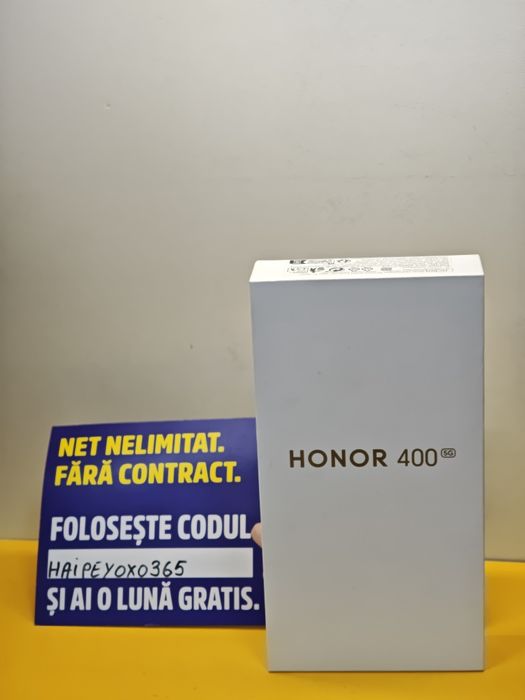 NET NELIMITAT.
FĂRĂ CONTRACT.
FOLOSEȘTE CODUL
HAiPEYOXO365
ȘI AI O LUNĂ GRATIS.
HONOR 400 5G